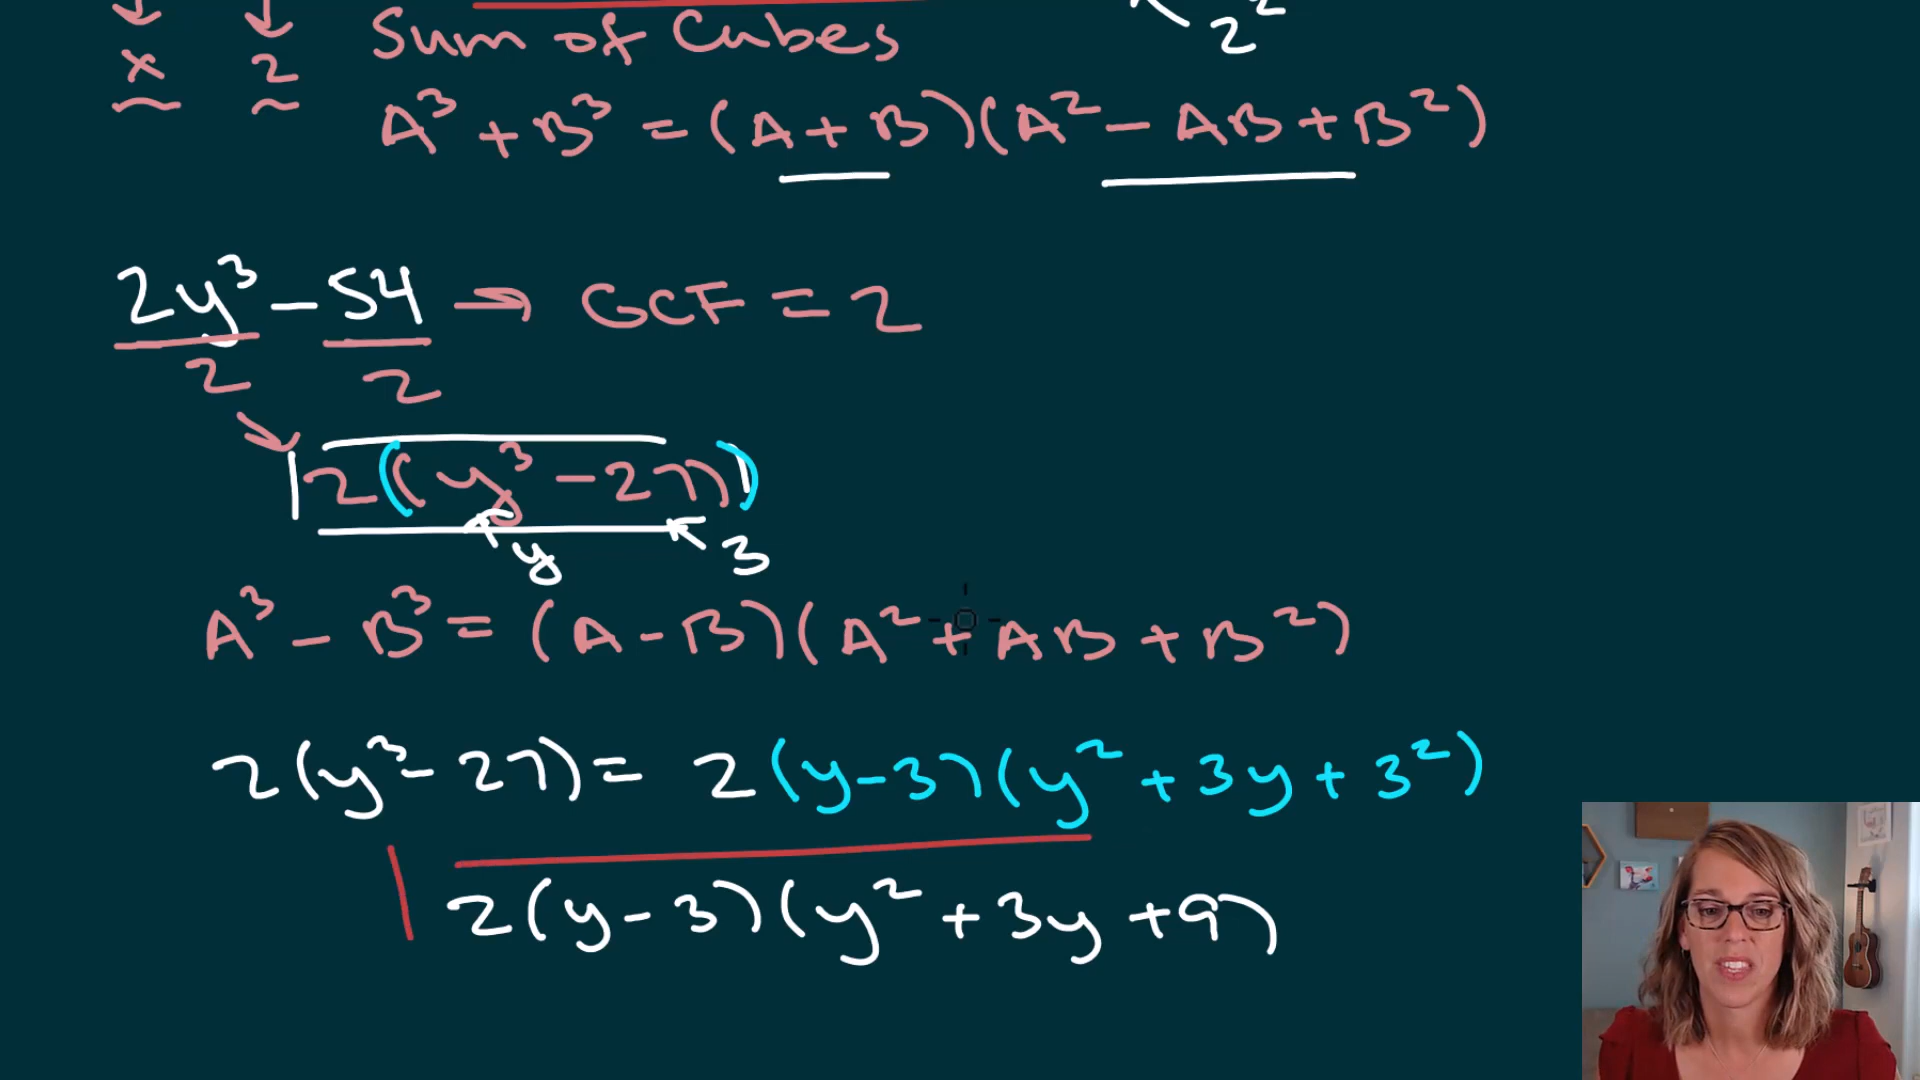 2²
x 2 Sum of Cubes
A³ + B³ = (A + B)(A² - AB + B²)
2y³ - 54 → GCF = 2
2 2
2((y³ - 27))
y 3
A³ - B³ = (A - B)(A² + AB + B²)
2(y³ - 27) = 2(y - 3)(y² + 3y + 3²)
2(y - 3)(y² + 3y + 9)